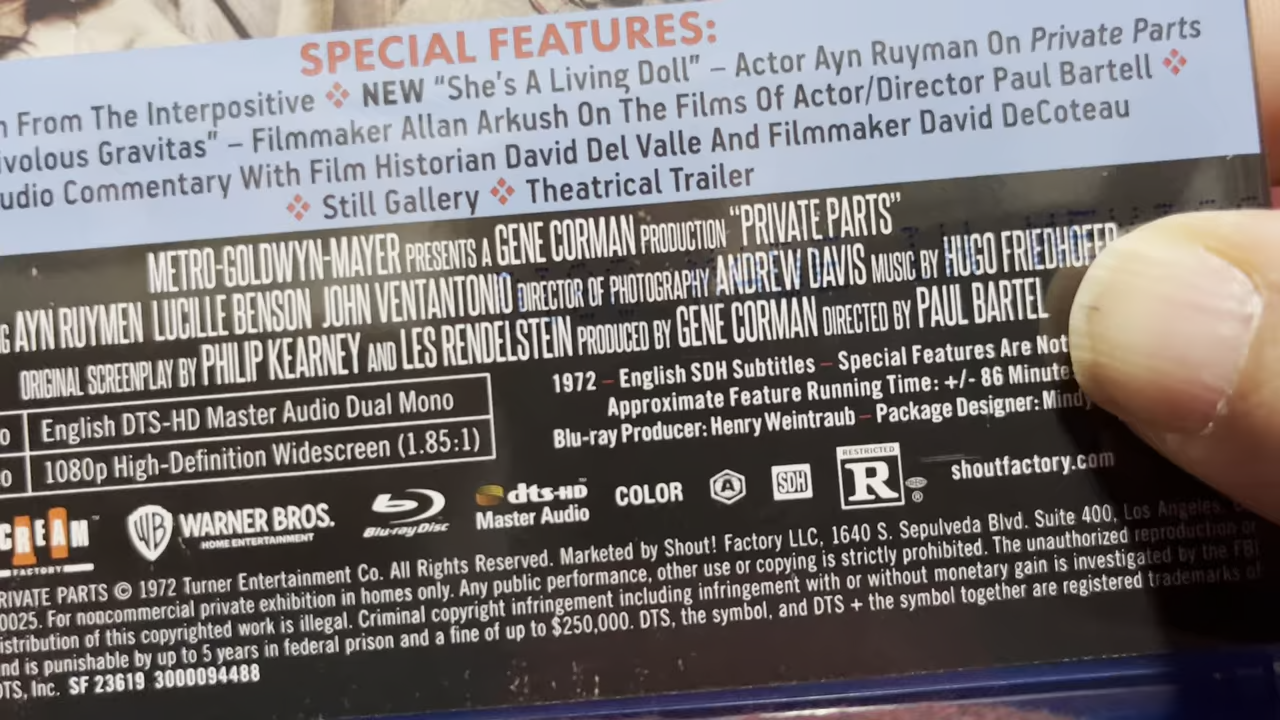 SPECIAL FEATURES:
From The Interpositive ❖ NEW “She's A Living Doll” – Actor Ayn Ruyman On Private Parts
Gravitas” – Filmmaker Allan Arkush On The Films Of Actor/Director Paul Bartell ❖
Commentary With Film Historian David Del Valle And Filmmaker David DeCoteau
❖ Still Gallery ❖ Theatrical Trailer
METRO-GOLDWYN-MAYER PRESENTS A GENE CORMAN PRODUCTION “PRIVATE PARTS”
AYN RUYMEN LUCILLE BENSON JOHN VENTANTONIO DIRECTOR OF PHOTOGRAPHY ANDREW DAVIS MUSIC BY HUGO FRIEDHOFER
ORIGINAL SCREENPLAY BY PHILIP KEARNEY AND LES RENDELSTEIN PRODUCED BY GENE CORMAN DIRECTED BY PAUL BARTEL
English DTS-HD Master Audio Dual Mono
1080p High-Definition Widescreen (1.85:1)
1972 – English SDH Subtitles – Special Features Are Not
Approximate Feature Running Time: +/- 86 Minute
Blu-ray Producer: Henry Weintraub – Package Designer: Mindy
CREAM FACTORY
WB WARNER BROS. HOME ENTERTAINMENT
Blu-ray Disc
dts-HD Master Audio
COLOR
A
SDH
RESTRICTED R ®
shoutfactory.com
PRIVATE PARTS © 1972 Turner Entertainment Co. All Rights Reserved. Marketed by Shout! Factory LLC, 1640 S. Sepulveda Blvd. Suite 400, Los Angeles,
0025. For noncommercial private exhibition in homes only. Any public performance, other use or copying is strictly prohibited. The unauthorized reproduction or
distribution of this copyrighted work is illegal. Criminal copyright infringement including infringement with or without monetary gain is investigated by the FBI
and is punishable by up to 5 years in federal prison and a fine of up to $250,000. DTS, the symbol, and DTS + the symbol together are registered trademarks of
DTS, Inc. SF 23619 3000094488